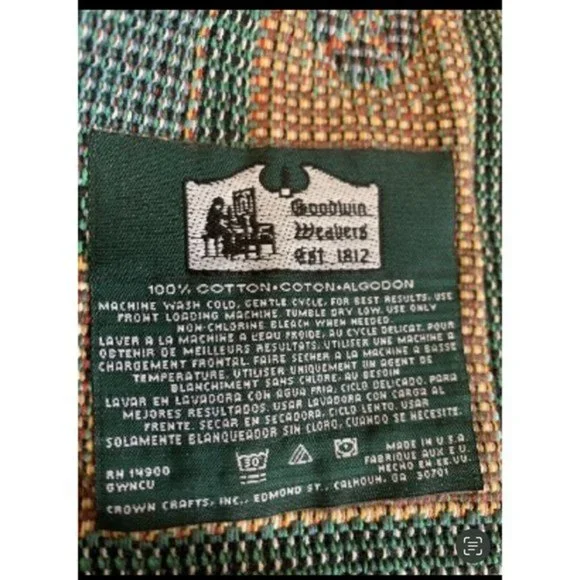 Goodwin
Weavers
Est. 1812
100% COTTON•COTON•ALGODON
MACHINE WASH COLD, GENTLE CYCLE, FOR BEST RESULTS, USE
FRONT LOADING MACHINE. TUMBLE DRY LOW. USE ONLY
NON-CHLORINE BLEACH WHEN NEEDED.
LAVER A LA MACHINE A L'EAU FROIDE, AU CYCLE DELICAT. POUR
OBTENIR DE MEILLEURS RESULTATS, UTILISER UNE MACHINE A
CHARGEMENT FRONTAL. FAIRE SECHER A LA MACHINE A BASSE
TEMPERATURE. UTILISER UNIQUEMENT UN AGENT DE
BLANCHIMENT SANS CHLORE, AU BESOIN
LAVAR EN LAVADORA CON AGUA FRIA, CICLO DELICADO. PARA
MEJORES RESULTADOS, USAR LAVADORA CON CARGA AL
FRENTE. SECAR EN SECADORA, CICLO LENTO. USAR
SOLAMENTE BLANQUEADOR SIN CLORO, CUANDO SE NECESITE.
30
RN 14900
GWNCU
MADE IN U.S.A.
FABRIQUE AUX E.U.
HECHO EN EE.UU.
CROWN CRAFTS, INC., EDMOND ST., CALHOUN, GA 30701